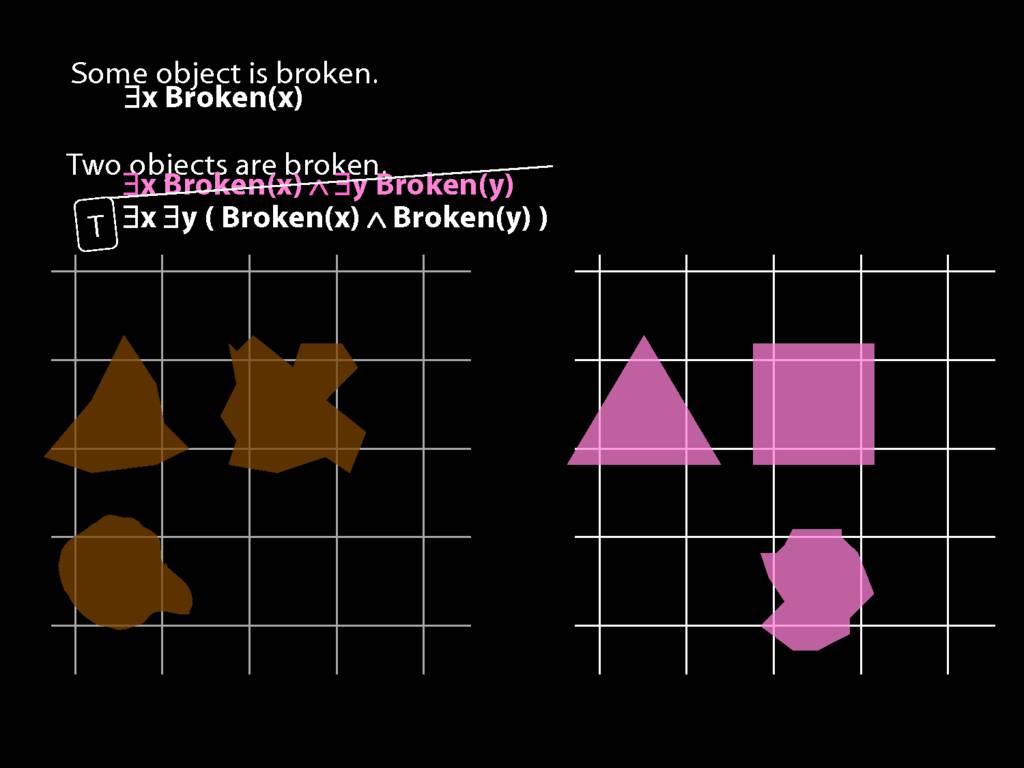 Some object is broken.
∃x Broken(x)
Two objects are broken.
∃x Broken(x) ∧ ∃y Broken(y)
T ∃x ∃y ( Broken(x) ∧ Broken(y) )